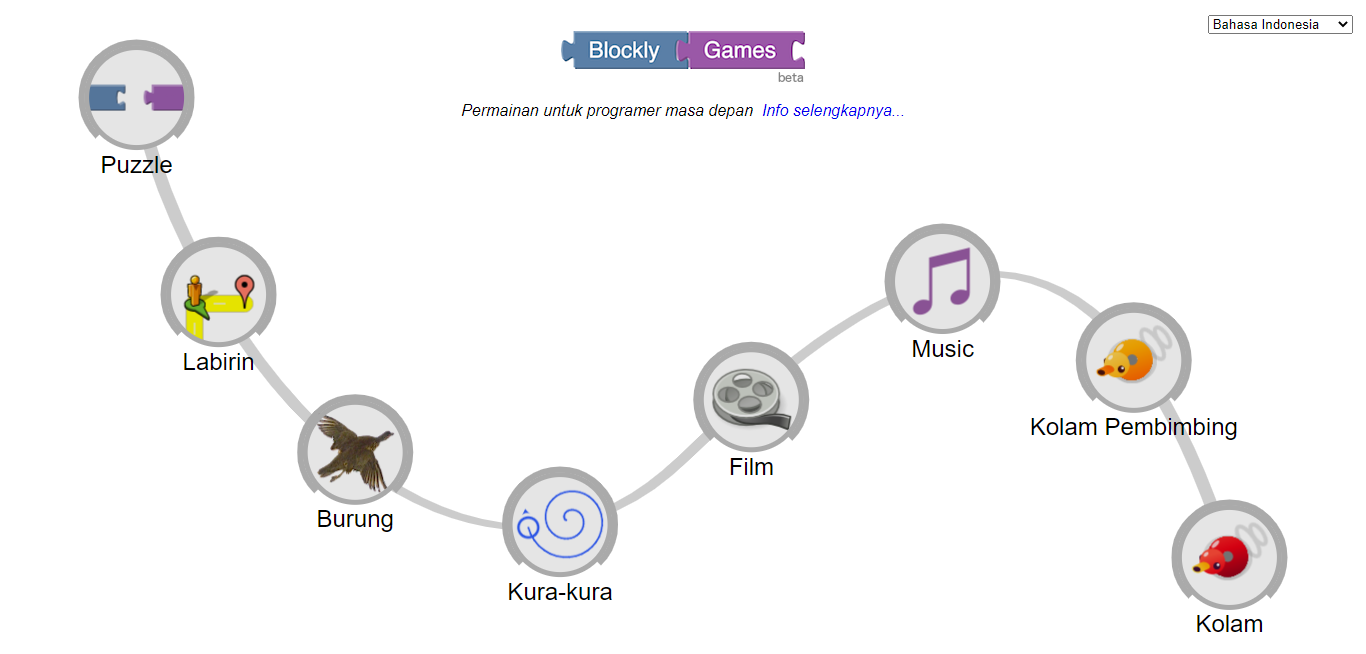 Bahasa Indonesia
Blockly Games
beta
Permainan untuk programer masa depan Info selengkapnya...
Puzzle
Labirin
Burung
Kura-kura
Film
Music
Kolam Pembimbing
Kolam